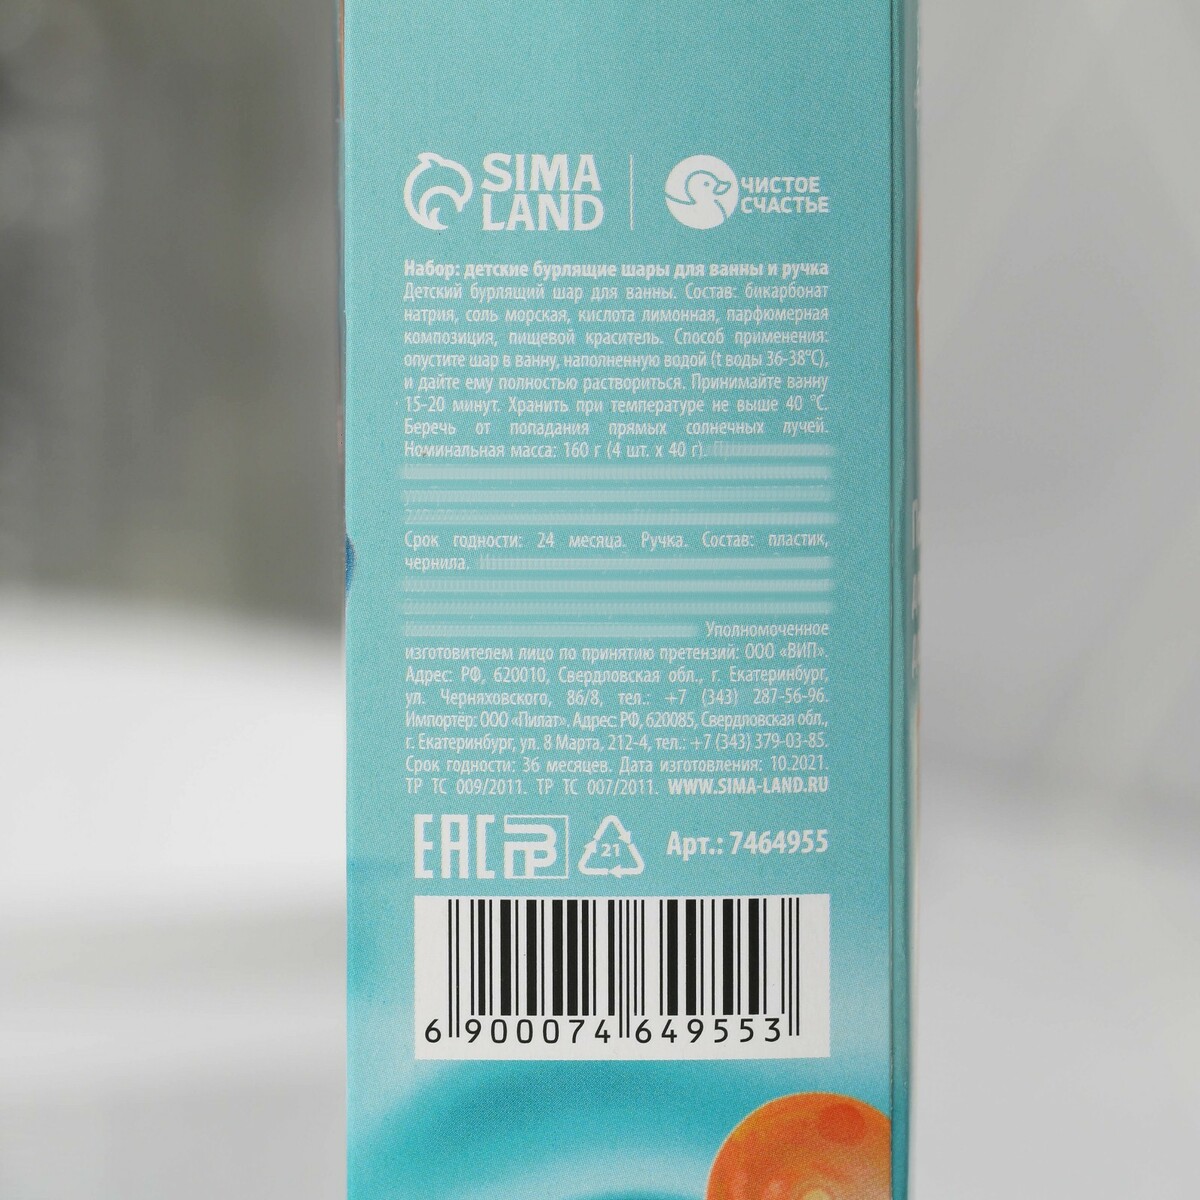 SIMA
LAND
ЧИСТОЕ
СЧАСТЬЕ
Набор: детские бурлящие шары для ванны и ручка
Детский бурлящий шар для ванны. Состав: бикарбонат
натрия, соль морская, кислота лимонная, парфюмерная
композиция, пищевой краситель. Способ применения:
опустите шар в ванну, наполненную водой (t воды 36-38°С),
и дайте ему полностью раствориться. Принимайте ванну
15-20 минут. Хранить при температуре не выше 40 °С.
Беречь от попадания прямых солнечных лучей.
Номинальная масса: 160 г (4 шт. х 40 г).
Срок годности: 24 месяца. Ручка. Состав: пластик,
чернила.
Уполномоченное
изготовителем лицо по принятию претензий: ООО «ВИП».
Адрес: РФ, 620010, Свердловская обл., г. Екатеринбург,
ул. Черняховского, 86/8, тел.: +7 (343) 287-56-96.
Импортёр: ООО «Пилат». Адрес: РФ, 620085, Свердловская обл.,
г. Екатеринбург, ул. 8 Марта, 212-4, тел.: +7 (343) 379-03-85.
Срок годности: 36 месяцев. Дата изготовления: 10.2021.
ТР ТС 009/2011. ТР ТС 007/2011. WWW.SIMA-LAND.RU
EAC
21
Арт.: 7464955
6 900074 649553